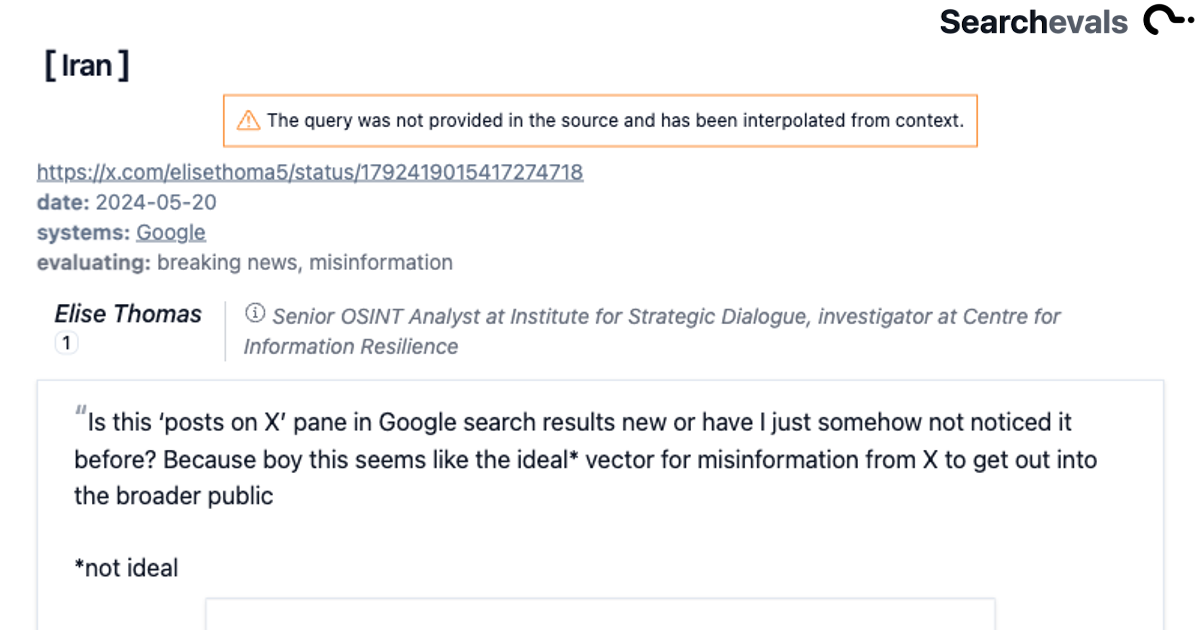 Searchevals
[ Iran ]
The query was not provided in the source and has been interpolated from context.
https://x.com/elisethoma5/status/1792419015417274718
date: 2024-05-20
systems: Google
evaluating: breaking news, misinformation
Elise Thomas
1
Senior OSINT Analyst at Institute for Strategic Dialogue, investigator at Centre for
Information Resilience
“Is this ‘posts on X’ pane in Google search results new or have I just somehow not noticed it
before? Because boy this seems like the ideal* vector for misinformation from X to get out into
the broader public
*not ideal